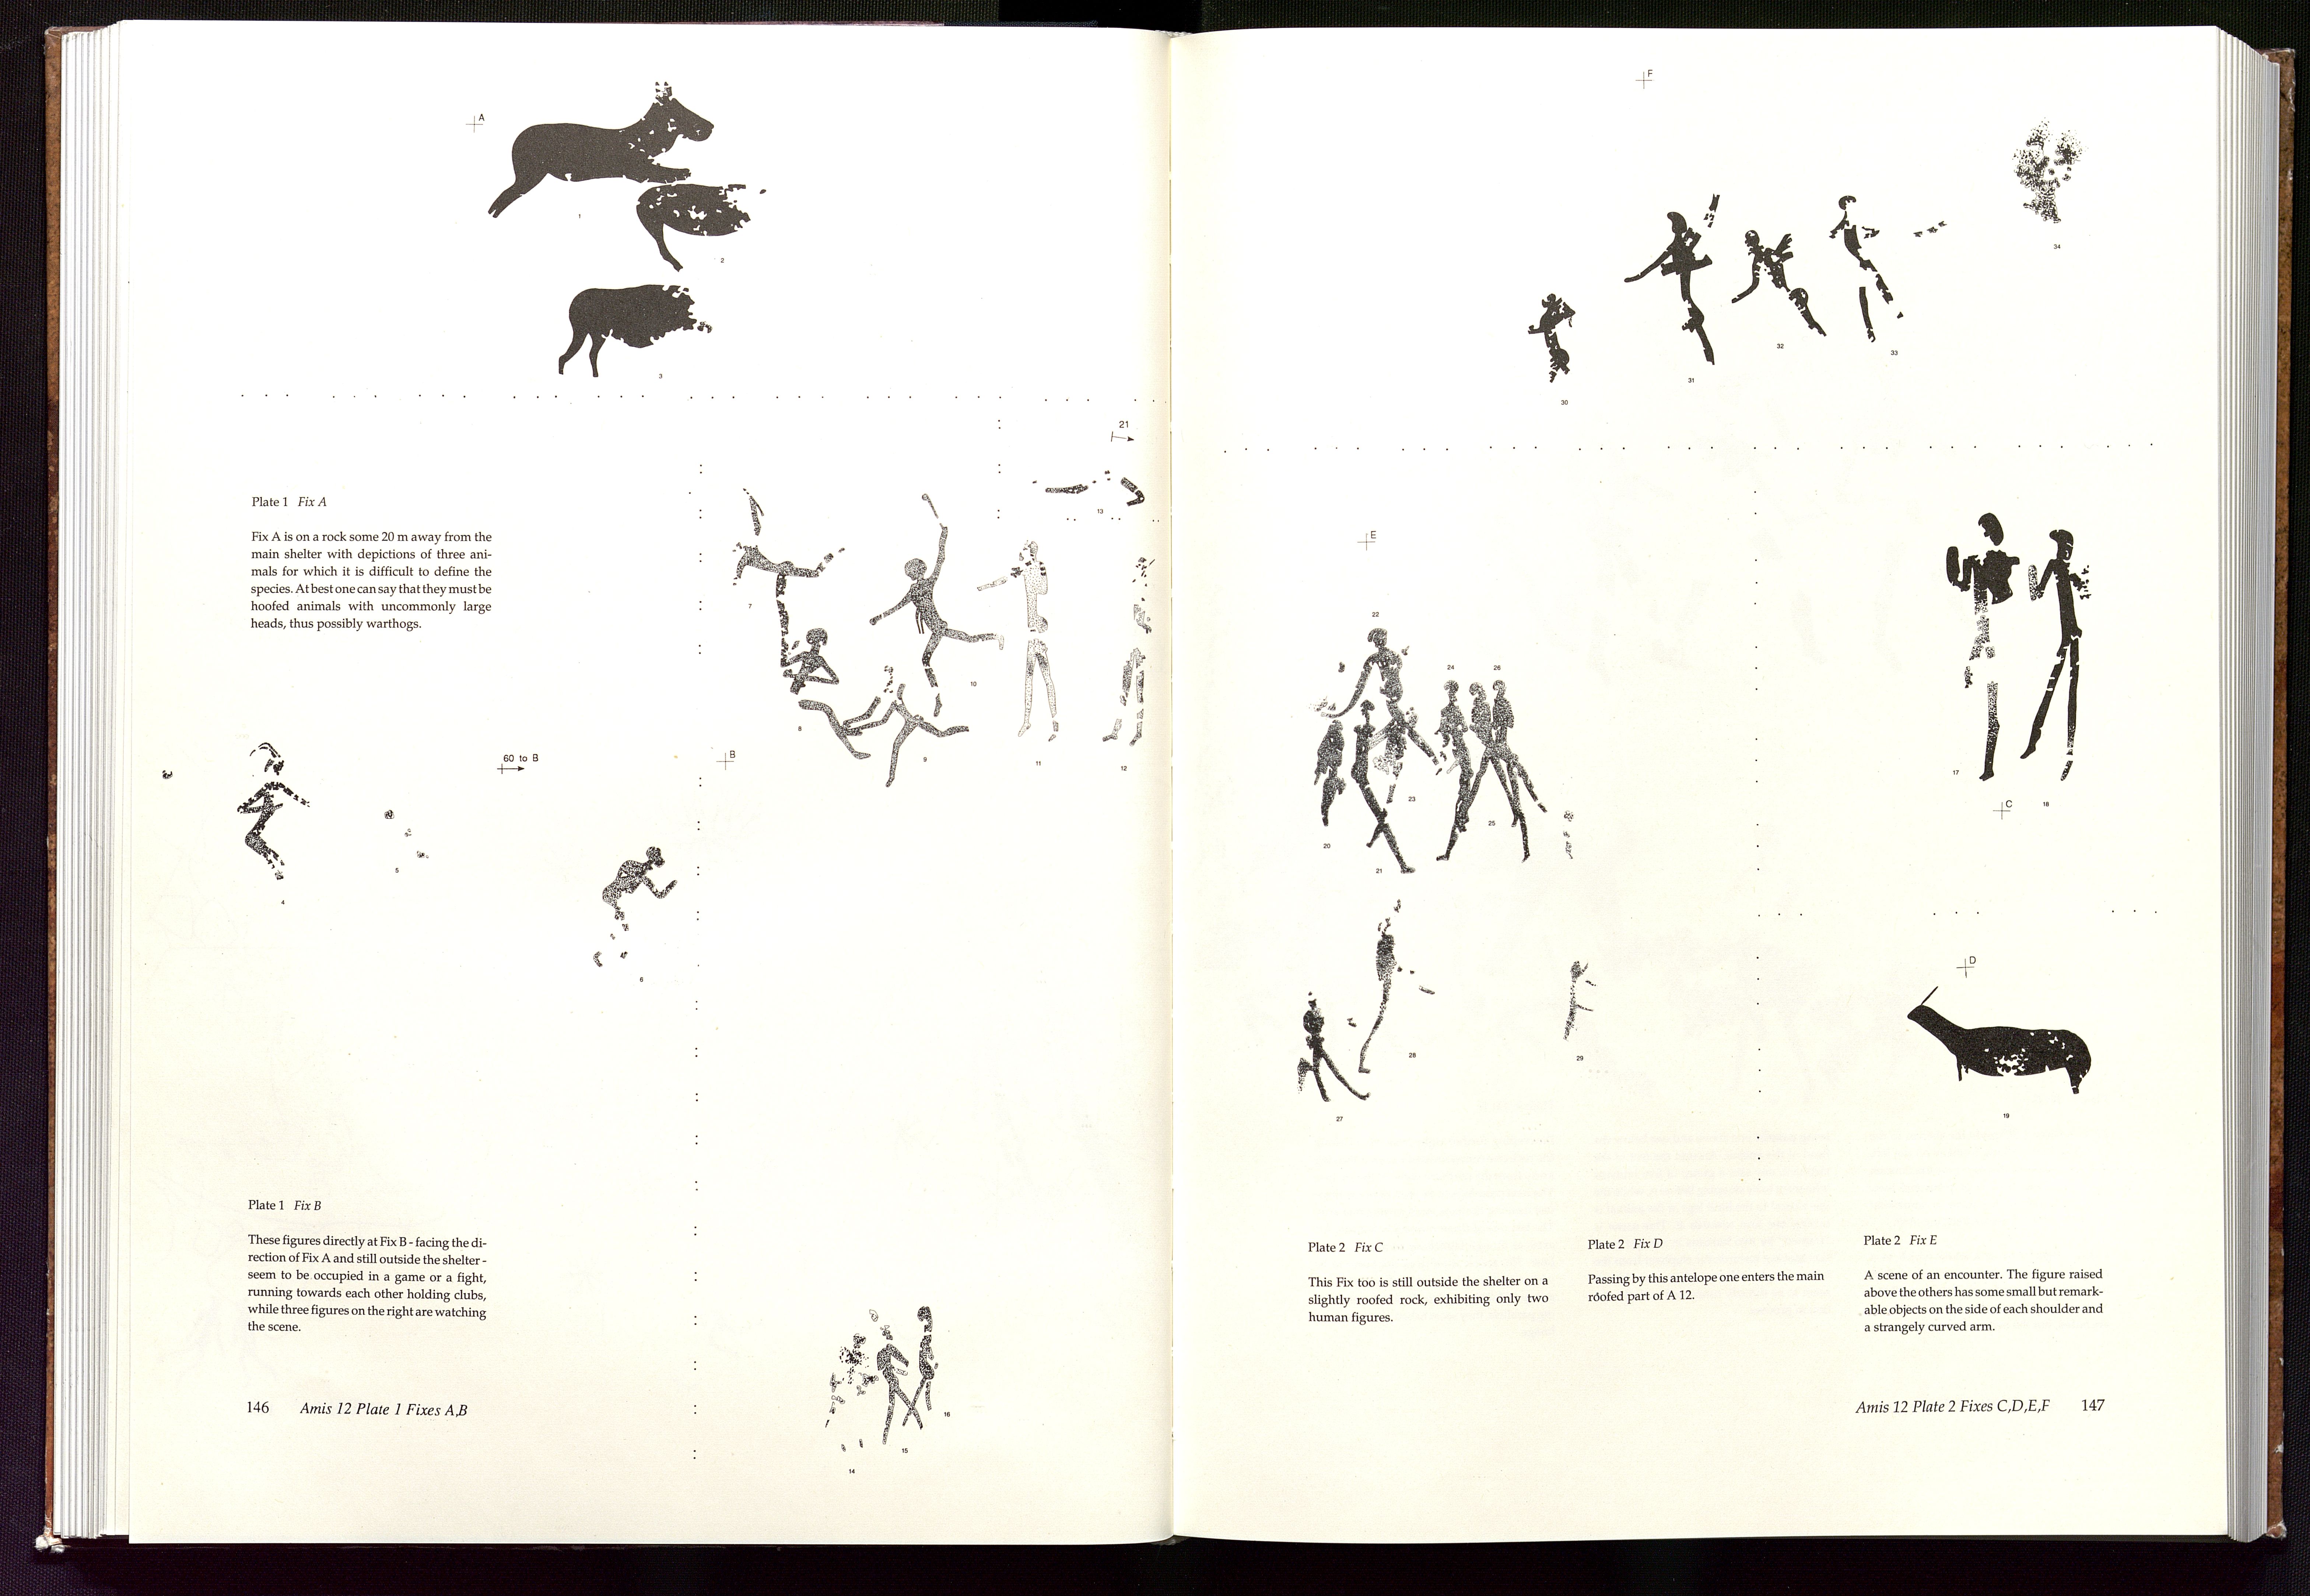 A
1
2
3
21
Plate 1 Fix A
Fix A is on a rock some 20 m away from the
main shelter with depictions of three ani-
mals for which it is difficult to define the
species. At best one can say that they must be
hoofed animals with uncommonly large
heads, thus possibly warthogs.
13
7
10
8
9
11
12
60 to B
B
5
4
6
Plate 1 Fix B
These figures directly at Fix B - facing the di-
rection of Fix A and still outside the shelter -
seem to be occupied in a game or a fight,
running towards each other holding clubs,
while three figures on the right are watching
the scene.
16
15
14
146 Amis 12 Plate 1 Fixes A,B
F
34
32
33
31
30
E
22
24 26
17
C
18
23
25
20
21
D
28
29
27
19
Plate 2 Fix C
This Fix too is still outside the shelter on a
slightly roofed rock, exhibiting only two
human figures.
Plate 2 Fix D
Passing by this antelope one enters the main
roofed part of A 12.
Plate 2 Fix E
A scene of an encounter. The figure raised
above the others has some small but remark-
able objects on the side of each shoulder and
a strangely curved arm.
Amis 12 Plate 2 Fixes C,D,E,F 147